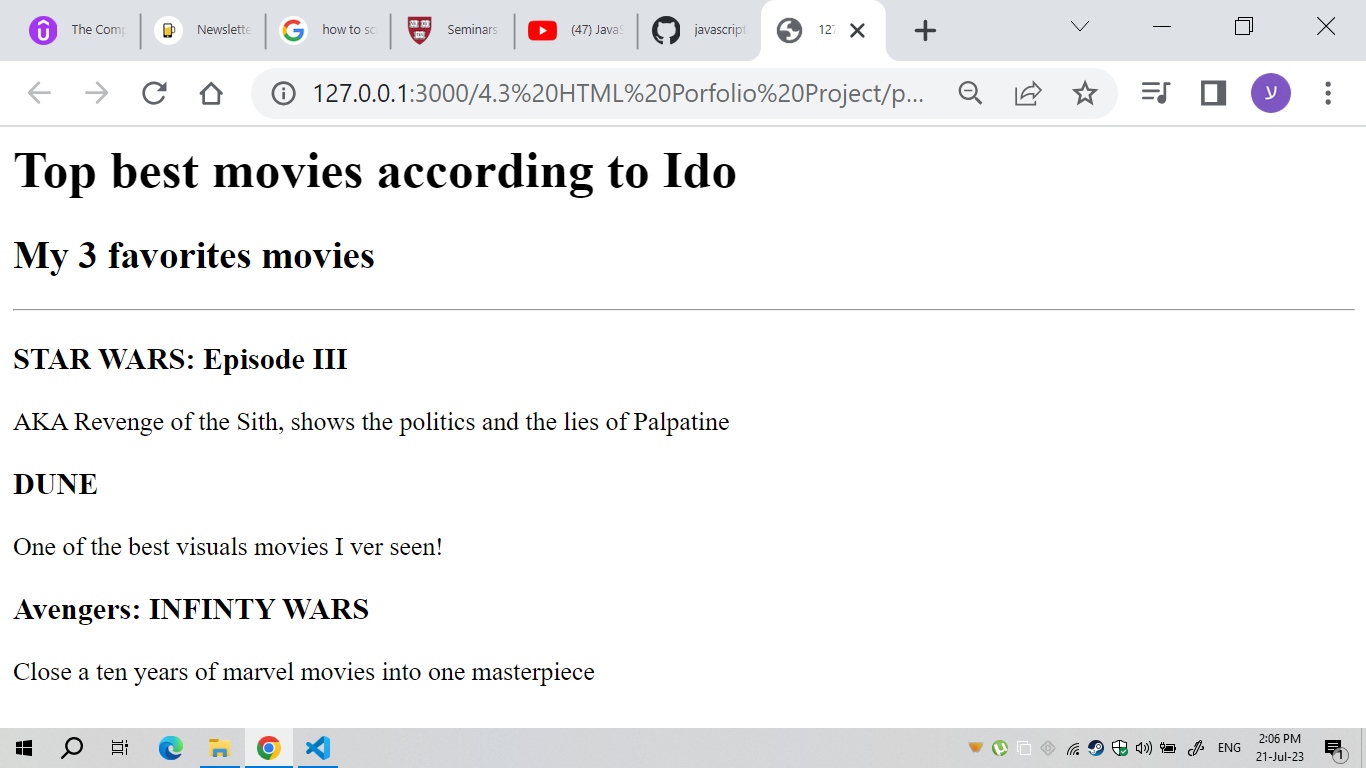 The Comp
Newslette
how to sc
Seminars
(47) JavaS
javascript
127
127.0.0.1:3000/4.3%20HTML%20Porfolio%20Project/p...
ע
Top best movies according to Ido
My 3 favorites movies
STAR WARS: Episode III
AKA Revenge of the Sith, shows the politics and the lies of Palpatine
DUNE
One of the best visuals movies I ver seen!
Avengers: INFINTY WARS
Close a ten years of marvel movies into one masterpiece
ENG
2:06 PM
21-Jul-23
1